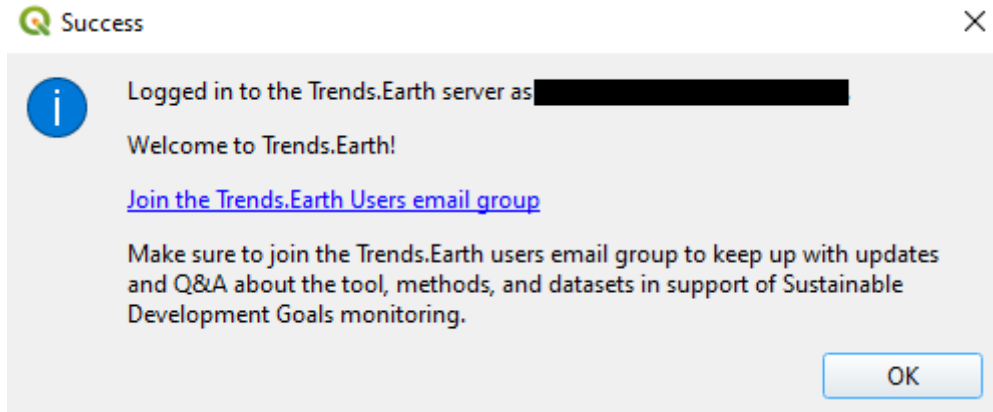 Success
Logged in to the Trends.Earth server as
Welcome to Trends.Earth!
Join the Trends.Earth Users email group
Make sure to join the Trends.Earth users email group to keep up with updates
and Q&A about the tool, methods, and datasets in support of Sustainable
Development Goals monitoring.
OK